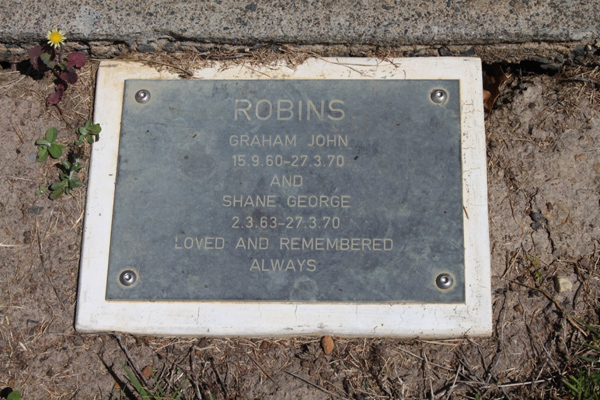 ROBINS
GRAHAM JOHN
15.9.60-27.3.70
AND
SHANE GEORGE
2.3.63-27.3.70
LOVED AND REMEMBERED
ALWAYS